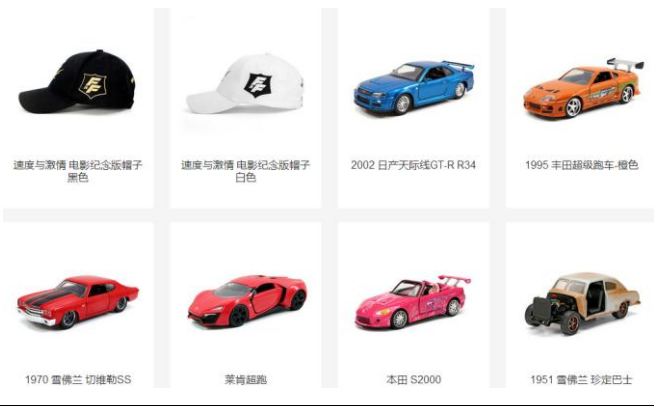 速度与激情 电影纪念版帽子
黑色
速度与激情 电影纪念版帽子
白色
2002 日产天际线GT-R R34
1995 丰田超级跑车-橙色
1970 雪佛兰 切维勒SS
莱肯超跑
本田 S2000
1951 雪佛兰 珍定巴士